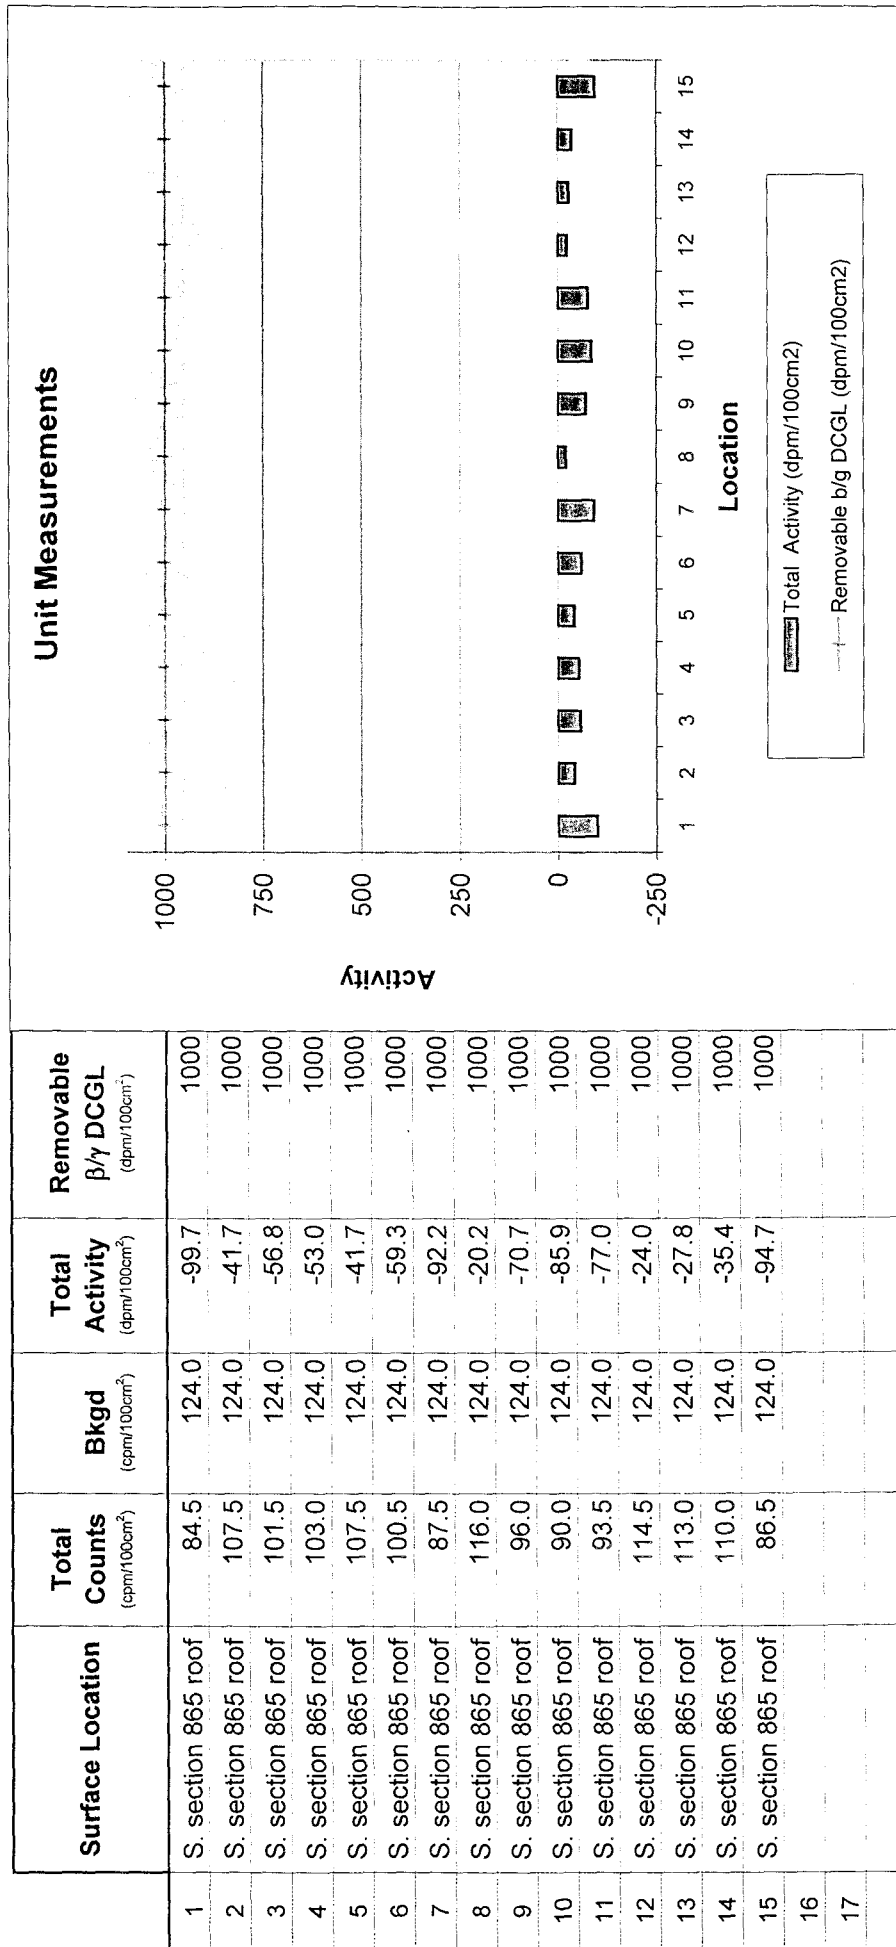 Surface Location Total Counts (cpm/100cm²) Bkgd (cpm/100cm²) Total Activity (dpm/100cm²) Removable β/γ DCGL (dpm/100cm²)
1 S. section 865 roof 84.5 124.0 -99.7 1000
2 S. section 865 roof 107.5 124.0 -41.7 1000
3 S. section 865 roof 101.5 124.0 -56.8 1000
4 S. section 865 roof 103.0 124.0 -53.0 1000
5 S. section 865 roof 107.5 124.0 -41.7 1000
6 S. section 865 roof 100.5 124.0 -59.3 1000
7 S. section 865 roof 87.5 124.0 -92.2 1000
8 S. section 865 roof 116.0 124.0 -20.2 1000
9 S. section 865 roof 96.0 124.0 -70.7 1000
10 S. section 865 roof 90.0 124.0 -85.9 1000
11 S. section 865 roof 93.5 124.0 -77.0 1000
12 S. section 865 roof 114.5 124.0 -24.0 1000
13 S. section 865 roof 113.0 124.0 -27.8 1000
14 S. section 865 roof 110.0 124.0 -35.4 1000
15 S. section 865 roof 86.5 124.0 -94.7 1000
16
17
Unit Measurements
Activity
1000
750
500
250
0
-250
1 2 3 4 5 6 7 8 9 10 11 12 13 14 15
Location
Total Activity (dpm/100cm2)
Removable b/g DCGL (dpm/100cm2)